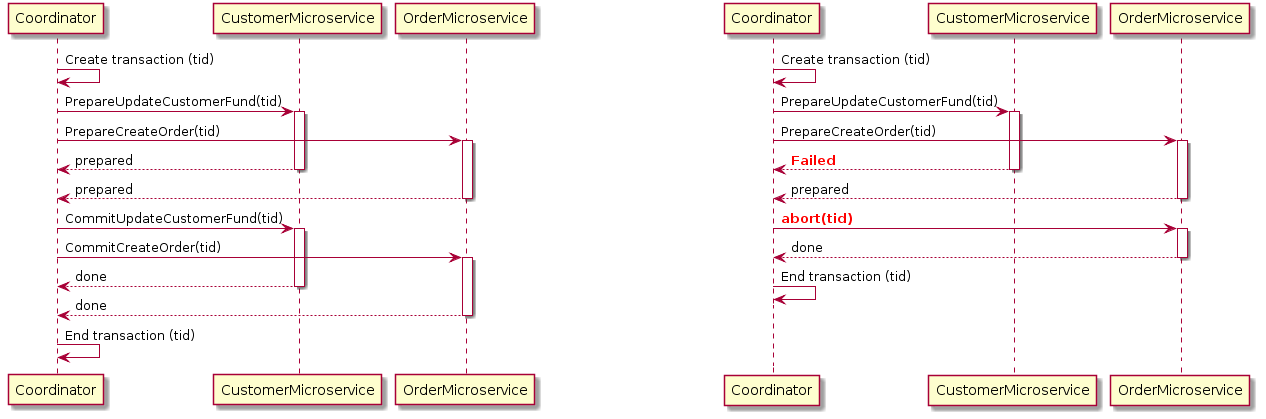 Coordinator
CustomerMicroservice
OrderMicroservice
Create transaction (tid)
PrepareUpdateCustomerFund(tid)
PrepareCreateOrder(tid)
prepared
prepared
CommitUpdateCustomerFund(tid)
CommitCreateOrder(tid)
done
done
End transaction (tid)
Coordinator
CustomerMicroservice
OrderMicroservice
Coordinator
CustomerMicroservice
OrderMicroservice
Create transaction (tid)
PrepareUpdateCustomerFund(tid)
PrepareCreateOrder(tid)
Failed
prepared
abort(tid)
done
End transaction (tid)
Coordinator
CustomerMicroservice
OrderMicroservice